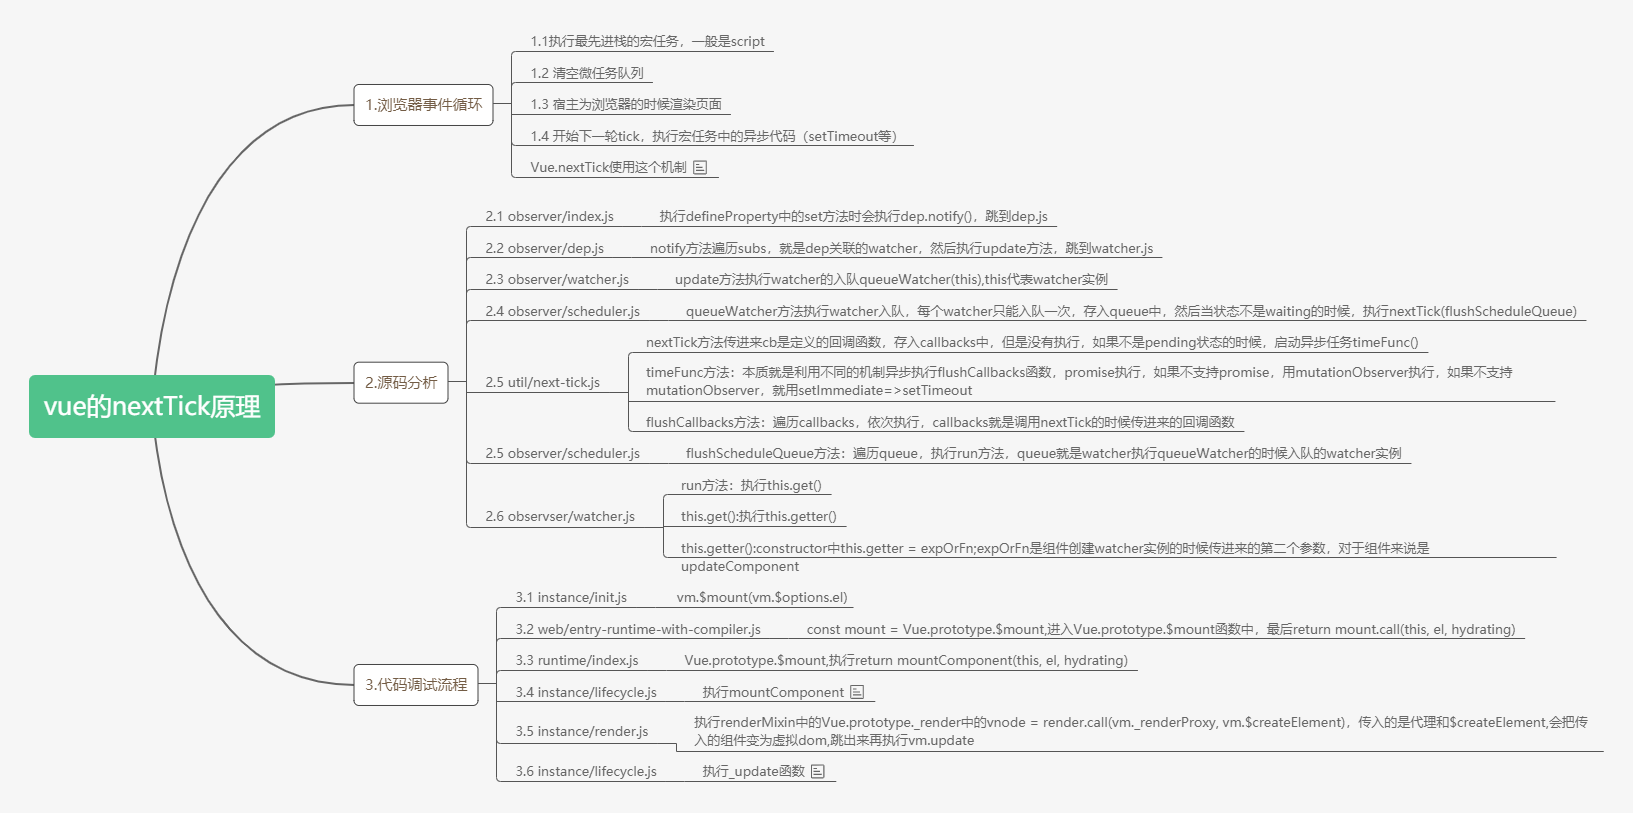 vue的nextTick原理
1.浏览器事件循环
1.1执行最先进栈的宏任务，一般是script
1.2 清空微任务队列
1.3 宿主为浏览器的时候渲染页面
1.4 开始下一轮tick，执行宏任务中的异步代码（setTimeout等）
Vue.nextTick使用这个机制
2.源码分析
2.1 observer/index.js
执行defineProperty中的set方法时会执行dep.notify()，跳到dep.js
2.2 observer/dep.js
notify方法遍历subs，就是dep关联的watcher，然后执行update方法，跳到watcher.js
2.3 observer/watcher.js
update方法执行watcher的入队queueWatcher(this),this代表watcher实例
2.4 observer/scheduler.js
queueWatcher方法执行watcher入队，每个watcher只能入队一次，存入queue中，然后当状态不是waiting的时候，执行nextTick(flushScheduleQueue)
2.5 util/next-tick.js
nextTick方法传进来cb是定义的回调函数，存入callbacks中，但是没有执行，如果不是pending状态的时候，启动异步任务timeFunc()
timeFunc方法：本质就是利用不同的机制异步执行flushCallbacks函数，promise执行，如果不支持promise，用mutationObserver执行，如果不支持
mutationObserver，就用setImmediate=>setTimeout
flushCallbacks方法：遍历callbacks，依次执行，callbacks就是调用nextTick的时候传进来的回调函数
2.5 observer/scheduler.js
flushScheduleQueue方法：遍历queue，执行run方法，queue就是watcher执行queueWatcher的时候入队的watcher实例
2.6 observser/watcher.js
run方法：执行this.get()
this.get():执行this.getter()
this.getter():constructor中this.getter = expOrFn;expOrFn是组件创建watcher实例的时候传进来的第二个参数，对于组件来说是
updateComponent
3.代码调试流程
3.1 instance/init.js
vm.$mount(vm.$options.el)
3.2 web/entry-runtime-with-compiler.js
const mount = Vue.prototype.$mount,进入Vue.prototype.$mount函数中，最后return mount.call(this, el, hydrating)
3.3 runtime/index.js
Vue.prototype.$mount,执行return mountComponent(this, el, hydrating)
3.4 instance/lifecycle.js
执行mountComponent
3.5 instance/render.js
执行renderMixin中的Vue.prototype._render中的vnode = render.call(vm._renderProxy, vm.$createElement)，传入的是代理和$createElement,会把传
入的组件变为虚拟dom,跳出来再执行vm.update
3.6 instance/lifecycle.js
执行_update函数